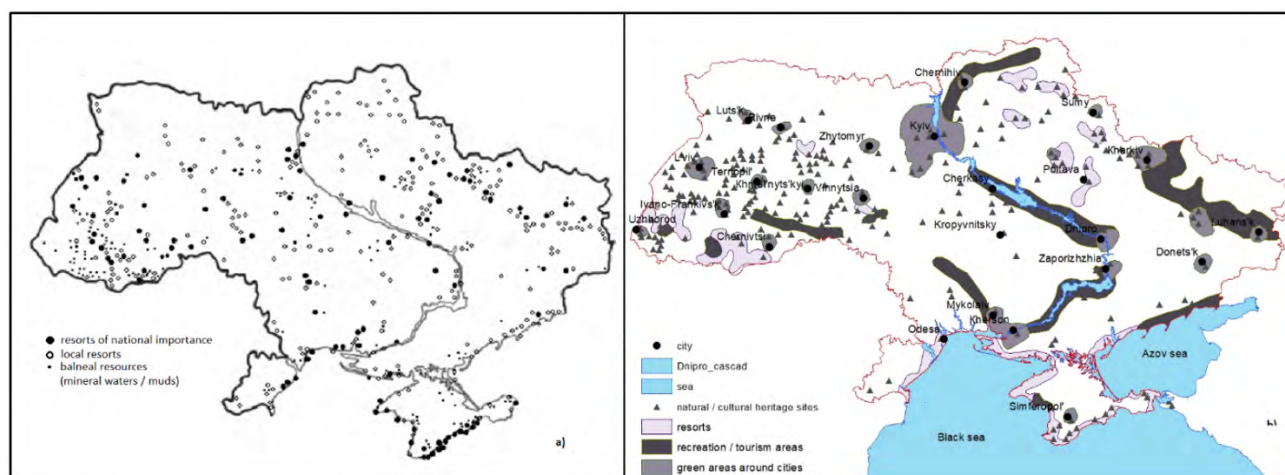 resorts of national importance
local resorts
balneal resources
(mineral waters / muds)
a)
Chernihiv
Sumy
Luts'k
Rivne
Kyiv
Zhytomyr
Kharkiv
L'viv
Ternopil'
Poltava
Cherkasy
Khmel'nyts'kyi
Vinnytsia
Ivano-Frankivs'k
Uzhhorod
Chernivtsi
Kropyvnitsky
Dnipro
Luhans'k
Donets'k
Zaporizhzhia
Mykolaiv
Kherson
Odesa
Azov sea
Simferopol'
Black sea
city
Dnipro_cascad
sea
natural / cultural heritage sites
resorts
recreation / tourism areas
green areas around cities
b)